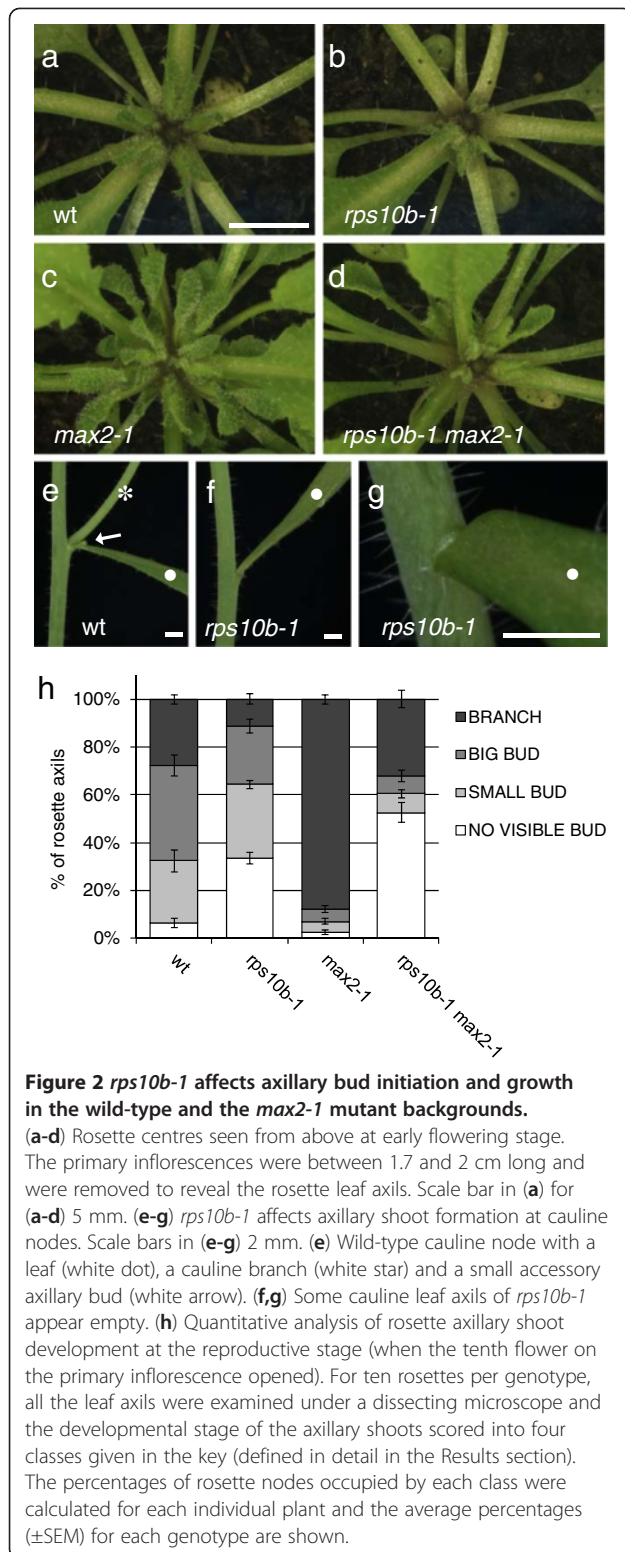 a
b
wt
rps10b-1
c
d
max2-1
rps10b-1 max2-1
e
*
f
g
wt
rps10b-1
rps10b-1
h
100%
80%
60%
40%
20%
0%
% of rosette axils
BRANCH
BIG BUD
SMALL BUD
NO VISIBLE BUD
wt
rps10b-1
max2-1
rps10b-1 max2-1
Figure 2 rps10b-1 affects axillary bud initiation and growth
in the wild-type and the max2-1 mutant backgrounds.
(a-d) Rosette centres seen from above at early flowering stage.
The primary inflorescences were between 1.7 and 2 cm long and
were removed to reveal the rosette leaf axils. Scale bar in (a) for
(a-d) 5 mm. (e-g) rps10b-1 affects axillary shoot formation at cauline
nodes. Scale bars in (e-g) 2 mm. (e) Wild-type cauline node with a
leaf (white dot), a cauline branch (white star) and a small accessory
axillary bud (white arrow). (f,g) Some cauline leaf axils of rps10b-1
appear empty. (h) Quantitative analysis of rosette axillary shoot
development at the reproductive stage (when the tenth flower on
the primary inflorescence opened). For ten rosettes per genotype,
all the leaf axils were examined under a dissecting microscope and
the developmental stage of the axillary shoots scored into four
classes given in the key (defined in detail in the Results section).
The percentages of rosette nodes occupied by each class were
calculated for each individual plant and the average percentages
(±SEM) for each genotype are shown.